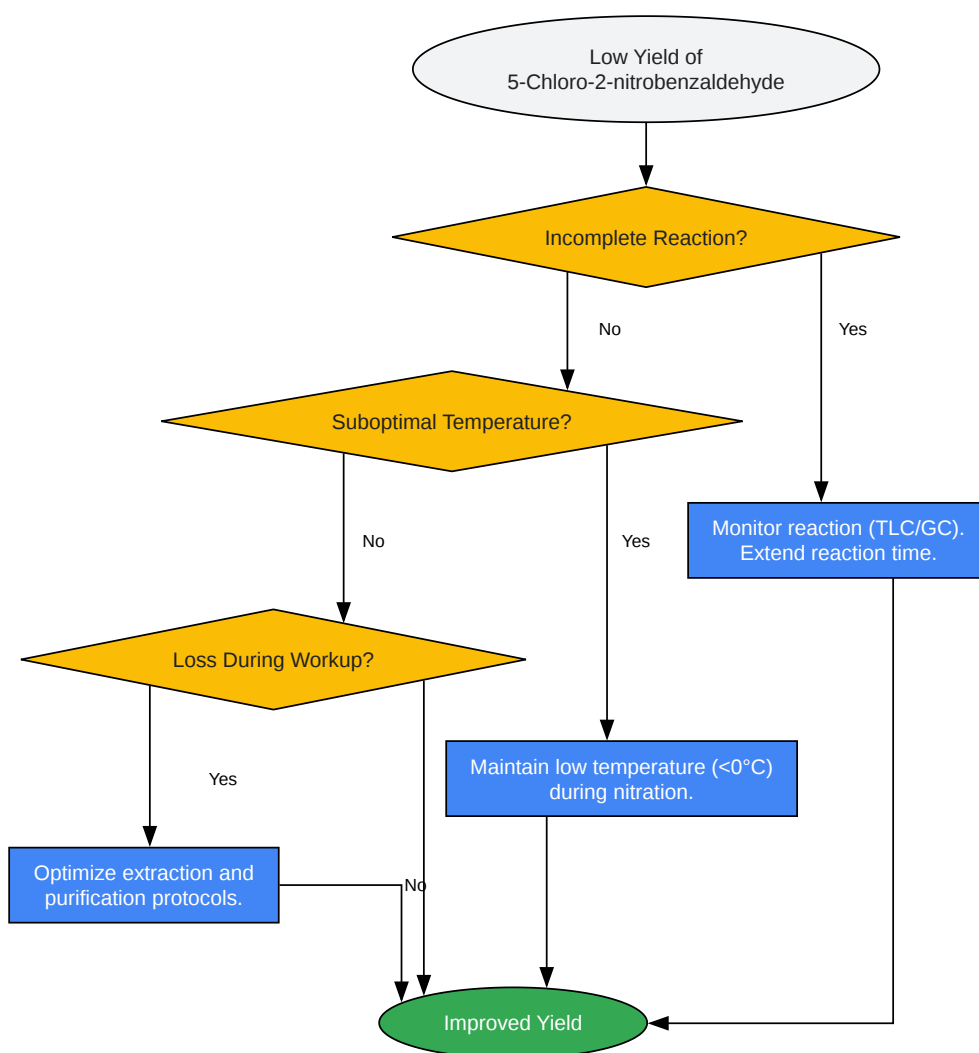 Low Yield of
5-Chloro-2-nitrobenzaldehyde
Incomplete Reaction?
No
Yes
Suboptimal Temperature?
Monitor reaction (TLC/GC).
Extend reaction time.
No
Yes
Loss During Workup?
Maintain low temperature (<0°C)
during nitration.
Yes
Optimize extraction and
purification protocols.
No
Improved Yield